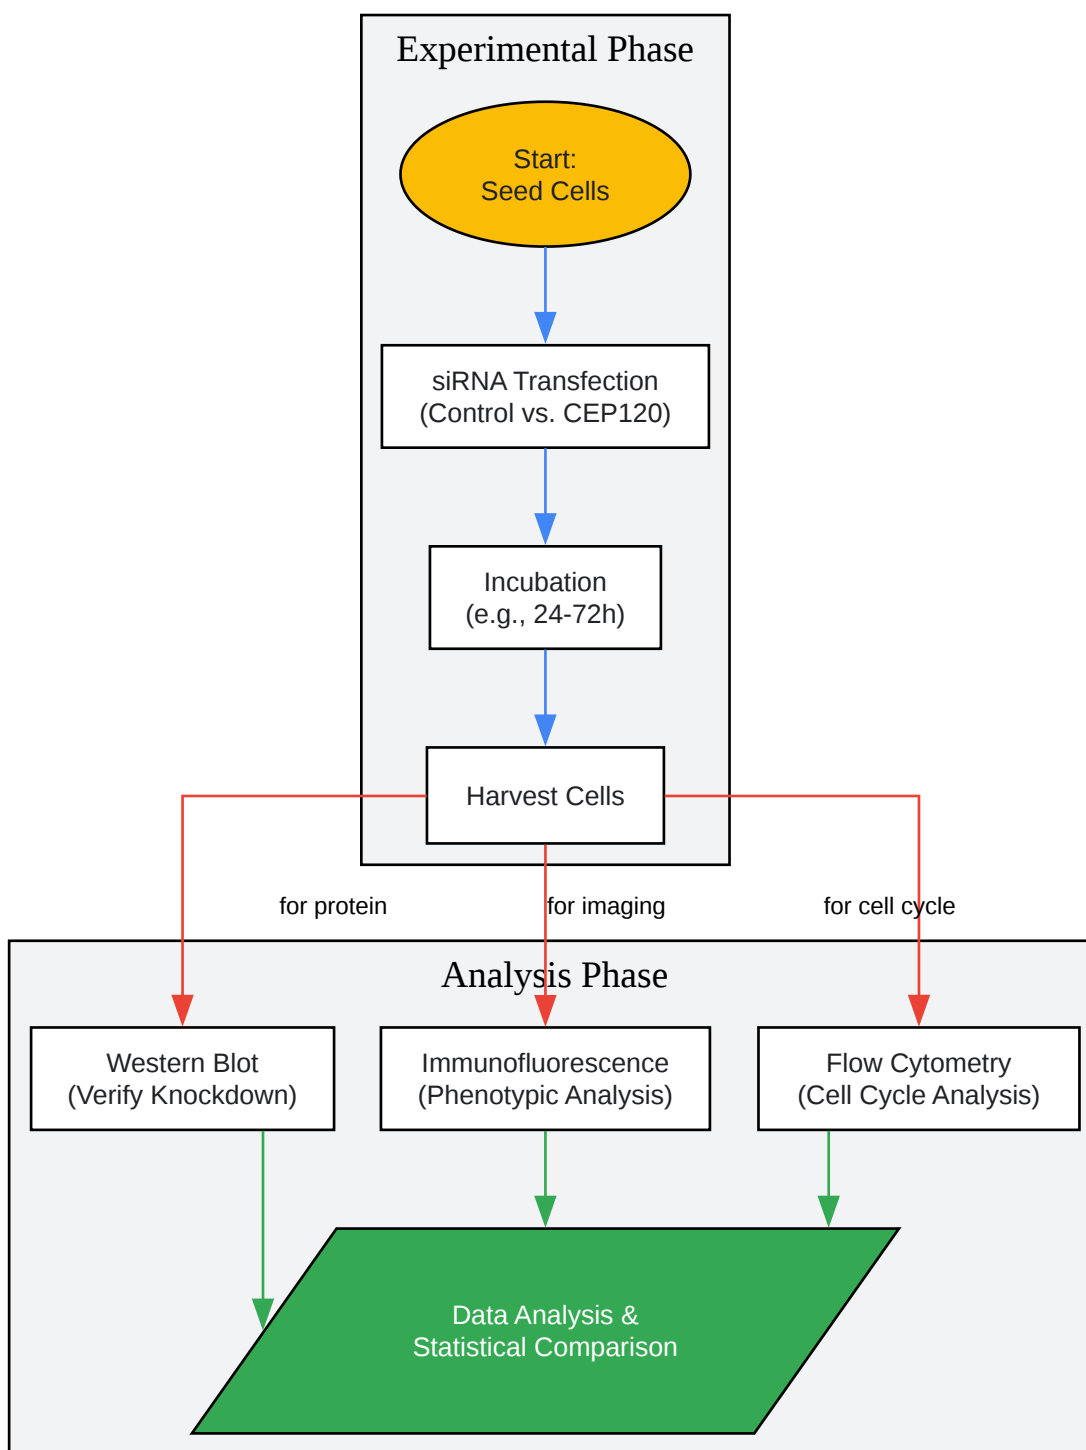 Experimental Phase
Start:
Seed Cells
siRNA Transfection
(Control vs. CEP120)
Incubation
(e.g., 24-72h)
Harvest Cells
for protein
for imaging
for cell cycle
Analysis Phase
Western Blot
(Verify Knockdown)
Immunofluorescence
(Phenotypic Analysis)
Flow Cytometry
(Cell Cycle Analysis)
Data Analysis &
Statistical Comparison